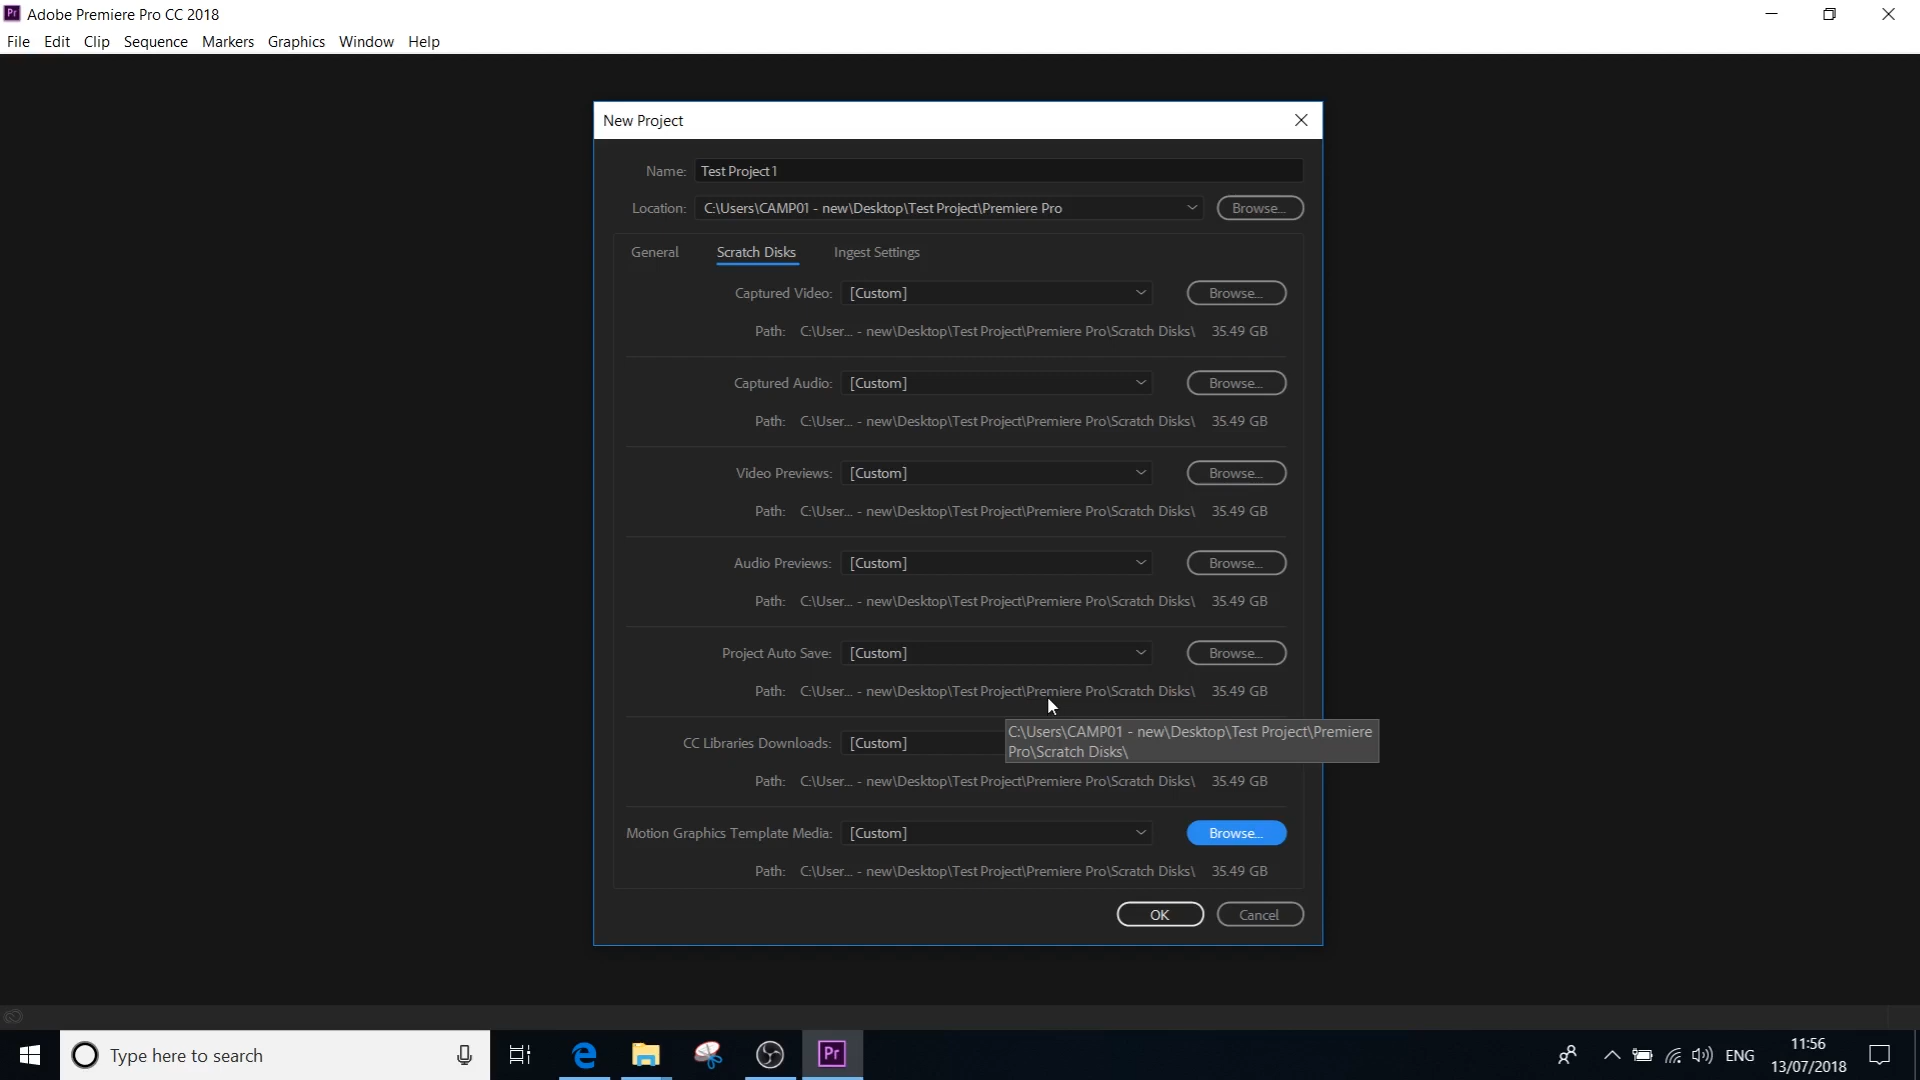 Pr Adobe Premiere Pro CC 2018
File Edit Clip Sequence Markers Graphics Window Help
New Project
Name: Test Project 1
Location: C:\Users\CAMP01 - new\Desktop\Test Project\Premiere Pro Browse...
General Scratch Disks Ingest Settings
Captured Video: [Custom] Browse...
Path: C:\User... - new\Desktop\Test Project\Premiere Pro\Scratch Disks\ 35.49 GB
Captured Audio: [Custom] Browse...
Path: C:\User... - new\Desktop\Test Project\Premiere Pro\Scratch Disks\ 35.49 GB
Video Previews: [Custom] Browse...
Path: C:\User... - new\Desktop\Test Project\Premiere Pro\Scratch Disks\ 35.49 GB
Audio Previews: [Custom] Browse...
Path: C:\User... - new\Desktop\Test Project\Premiere Pro\Scratch Disks\ 35.49 GB
Project Auto Save: [Custom] Browse...
Path: C:\User... - new\Desktop\Test Project\Premiere Pro\Scratch Disks\ 35.49 GB
C:\Users\CAMP01 - new\Desktop\Test Project\Premiere
Pro\Scratch Disks\
CC Libraries Downloads: [Custom]
Path: C:\User... - new\Desktop\Test Project\Premiere Pro\Scratch Disks\ 35.49 GB
Motion Graphics Template Media: [Custom] Browse...
Path: C:\User... - new\Desktop\Test Project\Premiere Pro\Scratch Disks\ 35.49 GB
OK Cancel
Type here to search
Pr
ENG
11:56
13/07/2018